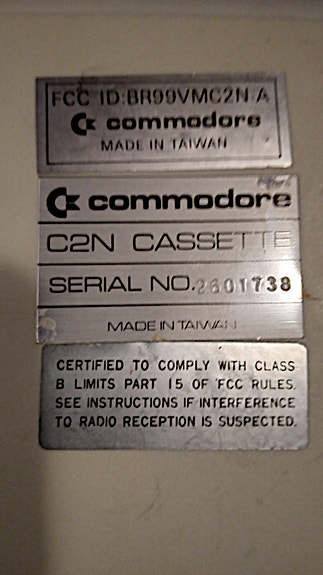 FCC ID:BR99VMC2N-A
commodore
MADE IN TAIWAN
commodore
C2N CASSETTE
SERIAL NO.2601738
MADE IN TAIWAN
CERTIFIED TO COMPLY WITH CLASS
B LIMITS PART 15 OF FCC RULES.
SEE INSTRUCTIONS IF INTERFERENCE
TO RADIO RECEPTION IS SUSPECTED.